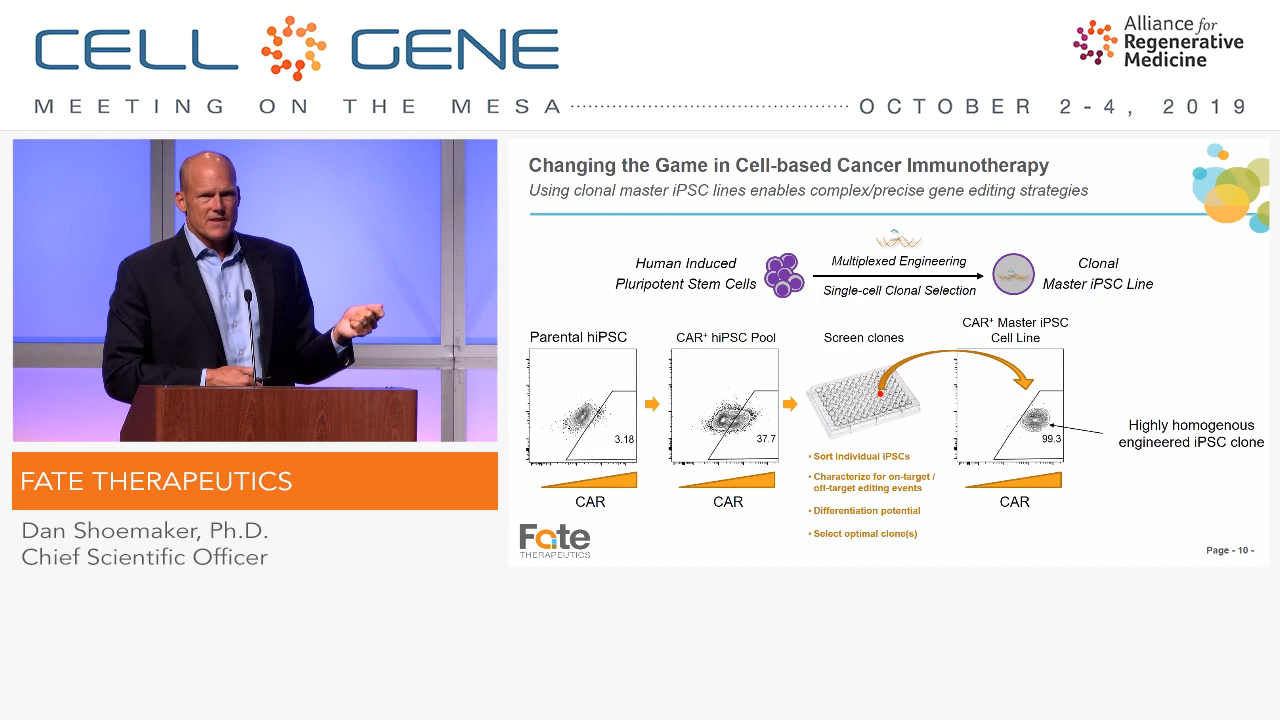 CELL GENE
Alliance for
Regenerative
Medicine
MEETING ON THE MESA
OCTOBER 2-4, 2019
Changing the Game in Cell-based Cancer Immunotherapy
Using clonal master iPSC lines enables complex/precise gene editing strategies
Human Induced
Pluripotent Stem Cells
Multiplexed Engineering
Single-cell Clonal Selection
Clonal
Master iPSC Line
Parental hiPSC
CAR⁺ hiPSC Pool
Screen clones
CAR⁺ Master iPSC
Cell Line
3.18
37.7
99.3
Highly homogenous
engineered iPSC clone
• Sort individual iPSCs
• Characterize for on-target /
off-target editing events
• Differentiation potential
• Select optimal clone(s)
CAR
CAR
CAR
Fate
THERAPEUTICS
Page - 10 -
FATE THERAPEUTICS
Dan Shoemaker, Ph.D.
Chief Scientific Officer